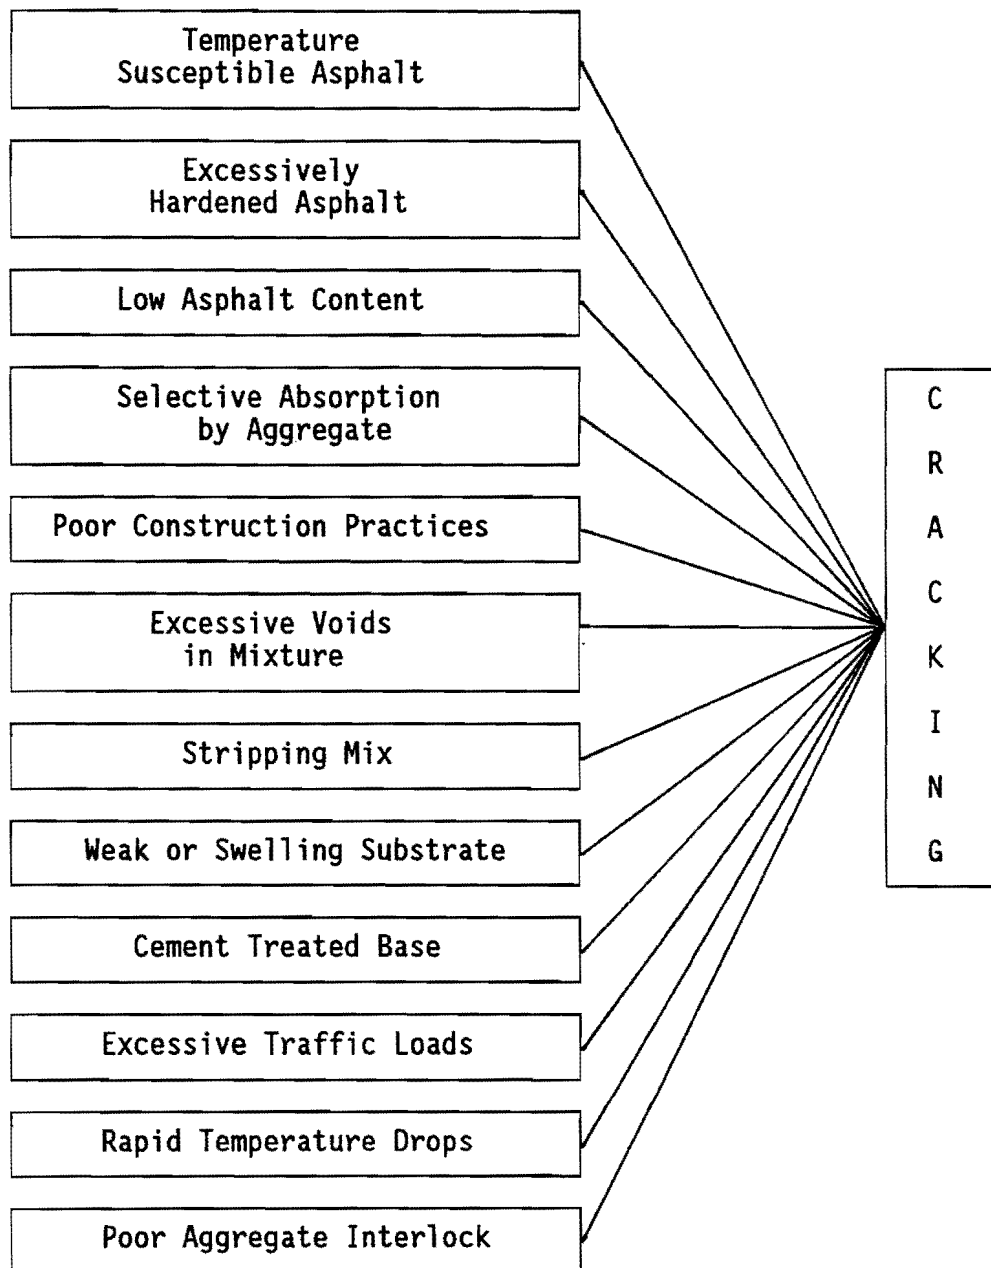 Temperature
Susceptible Asphalt
Excessively
Hardened Asphalt
Low Asphalt Content
Selective Absorption
by Aggregate
Poor Construction Practices
Excessive Voids
in Mixture
Stripping Mix
Weak or Swelling Substrate
Cement Treated Base
Excessive Traffic Loads
Rapid Temperature Drops
Poor Aggregate Interlock
C
R
A
C
K
I
N
G